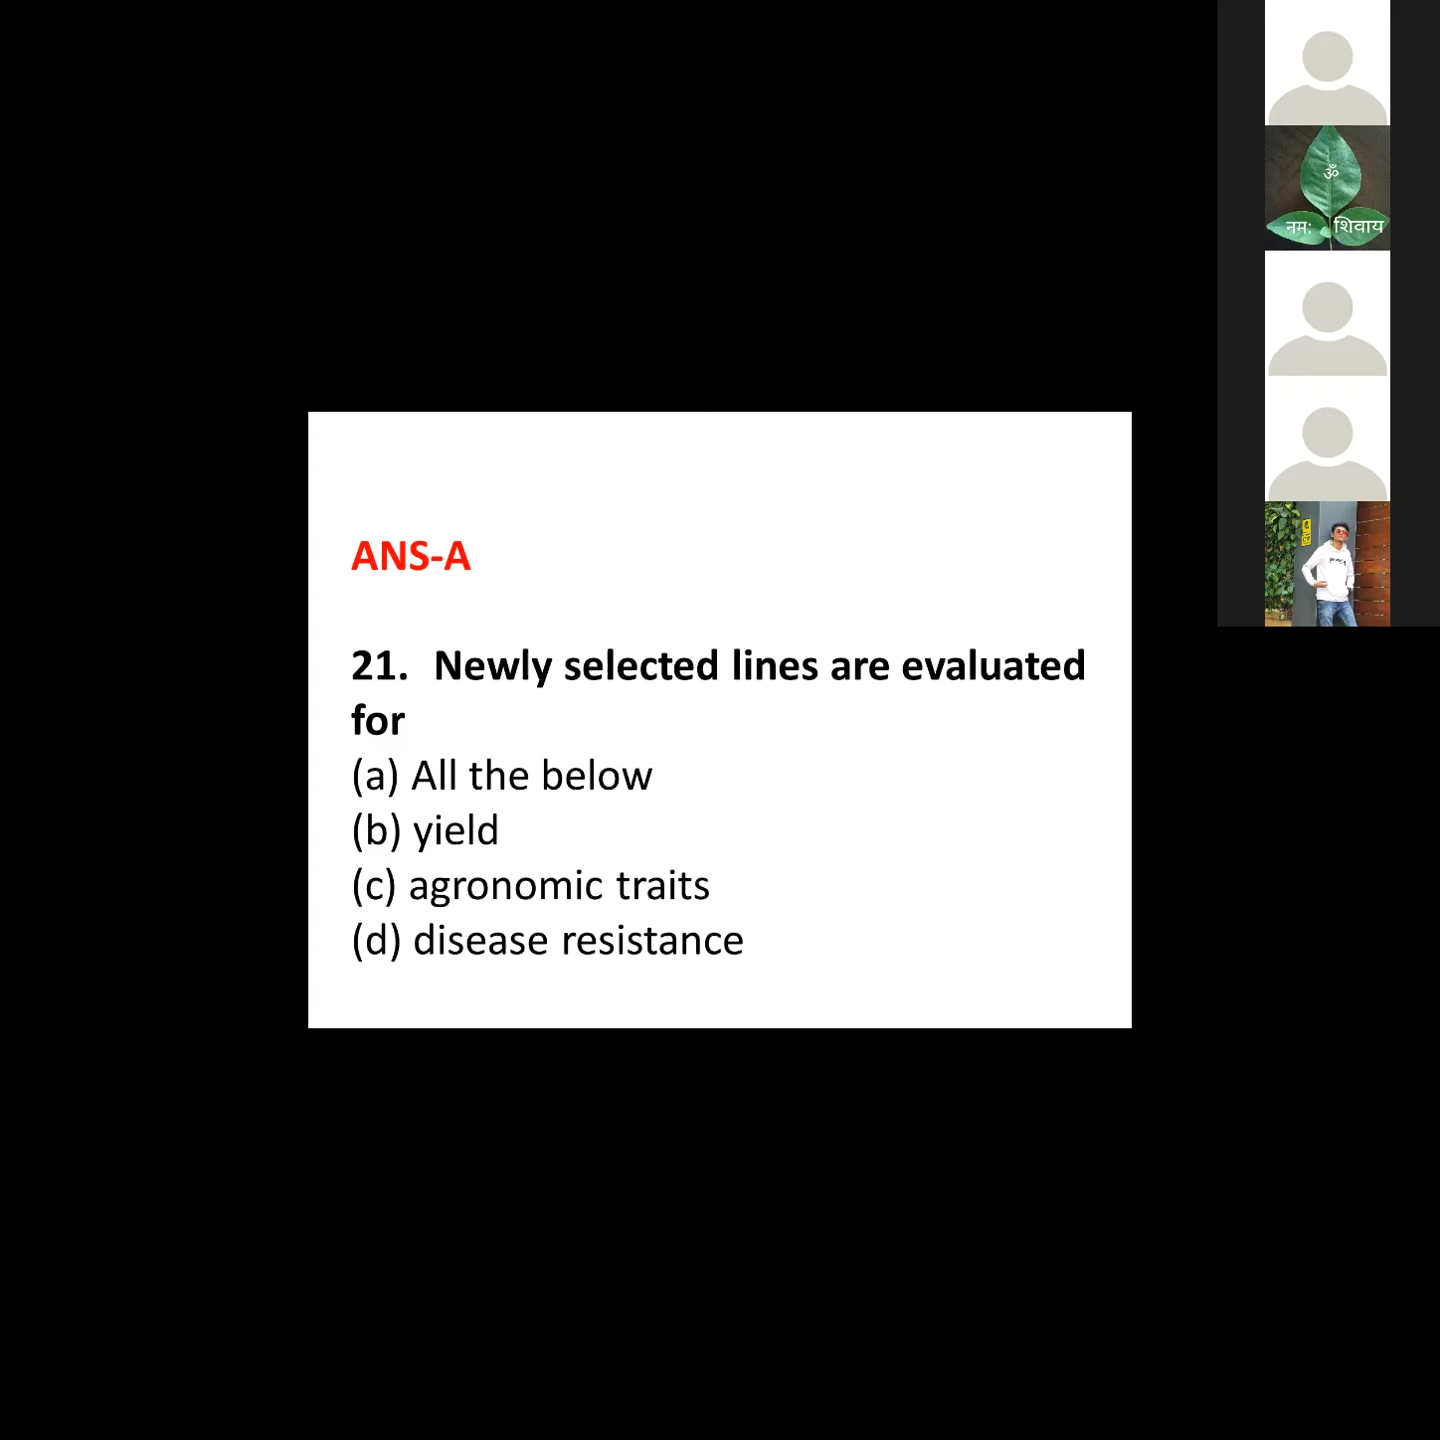 ANS-A
21. Newly selected lines are evaluated
for
(a) All the below
(b) yield
(c) agronomic traits
(d) disease resistance
ॐ
नमः शिवाय